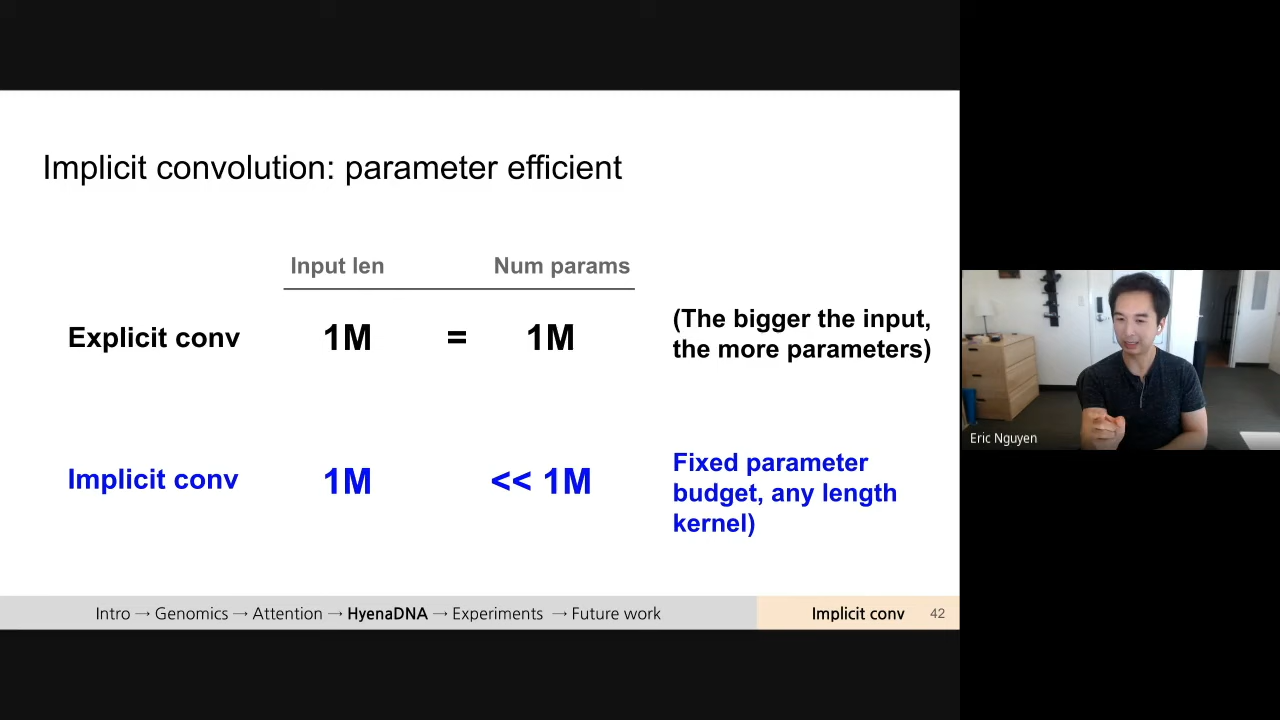 Implicit convolution: parameter efficient
Input len Num params
Explicit conv 1M = 1M (The bigger the input,
the more parameters)
Implicit conv 1M << 1M Fixed parameter
budget, any length
kernel)
Intro → Genomics → Attention → HyenaDNA → Experiments → Future work Implicit conv 42
Eric Nguyen